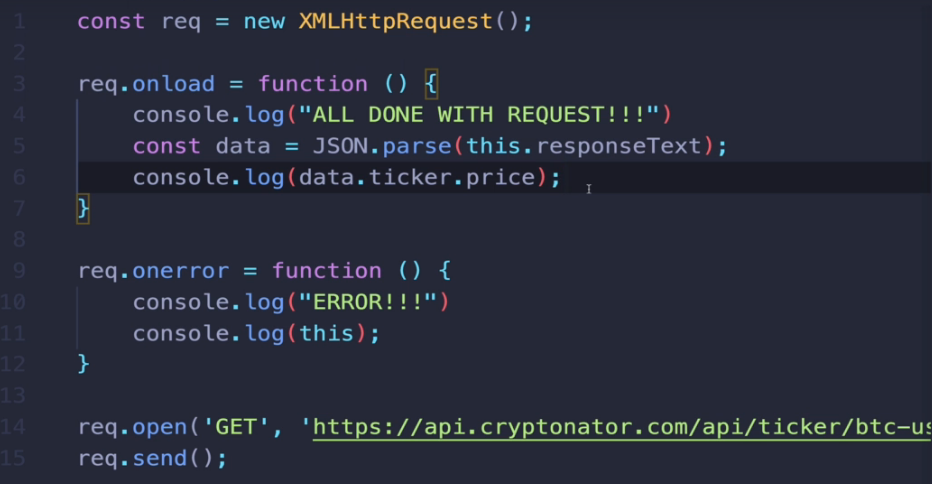 1 const req = new XMLHttpRequest();
2
3 req.onload = function () {
4 console.log("ALL DONE WITH REQUEST!!!")
5 const data = JSON.parse(this.responseText);
6 console.log(data.ticker.price);
7 }
8
9 req.onerror = function () {
10 console.log("ERROR!!!")
11 console.log(this);
12 }
13
14 req.open('GET', 'https://api.cryptonator.com/api/ticker/btc-us
15 req.send();